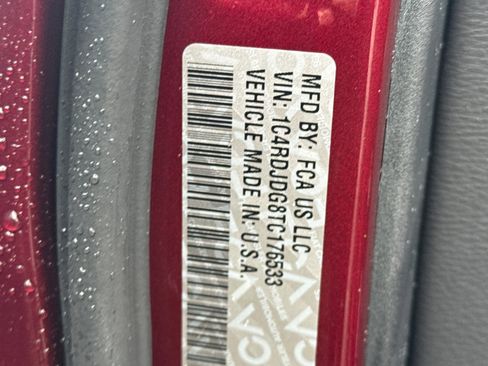 MFD BY: FCA US LLC
VIN: 1C4RDJDG8TC176533
VEHICLE MADE IN U.S.A.